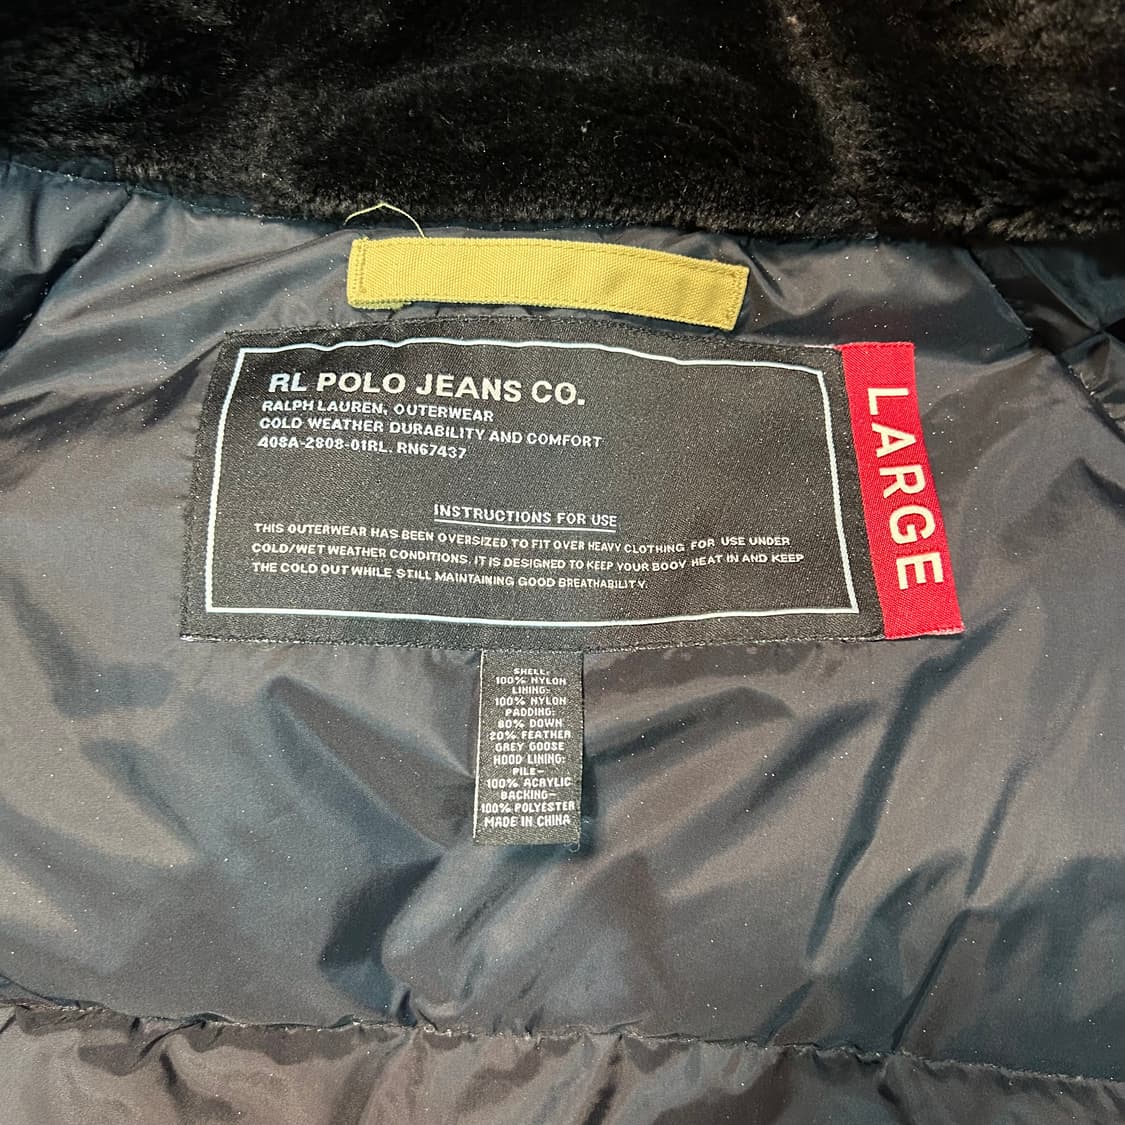 RL POLO JEANS CO.
RALPH LAUREN, OUTERWEAR
COLD WEATHER DURABILITY AND COMFORT
408A-2808-01RL. RN67437
INSTRUCTIONS FOR USE
THIS OUTERWEAR HAS BEEN OVERSIZED TO FIT OVER HEAVY CLOTHING FOR USE UNDER
COLD/WET WEATHER CONDITIONS. IT IS DESIGNED TO KEEP YOUR BODY HEAT IN AND KEEP
THE COLD OUT WHILE STILL MAINTAINING GOOD BREATHABILITY.
LARGE
SHELL:
100% NYLON
LINING:
100% NYLON
PADDING:
80% DOWN
20% FEATHER
GREY GOOSE
HOOD LINING:
PILE-
100% ACRYLIC
BACKING-
100% POLYESTER
MADE IN CHINA